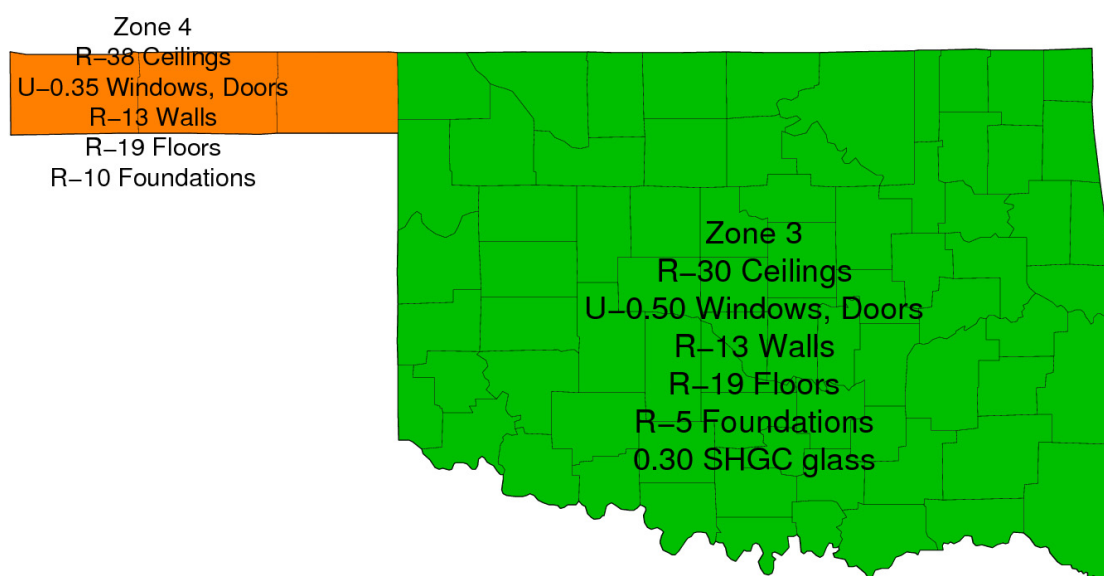 Zone 4
R−38 Ceilings
U−0.35 Windows, Doors
R−13 Walls
R−19 Floors
R−10 Foundations
Zone 3
R−30 Ceilings
U−0.50 Windows, Doors
R−13 Walls
R−19 Floors
R−5 Foundations
0.30 SHGC glass